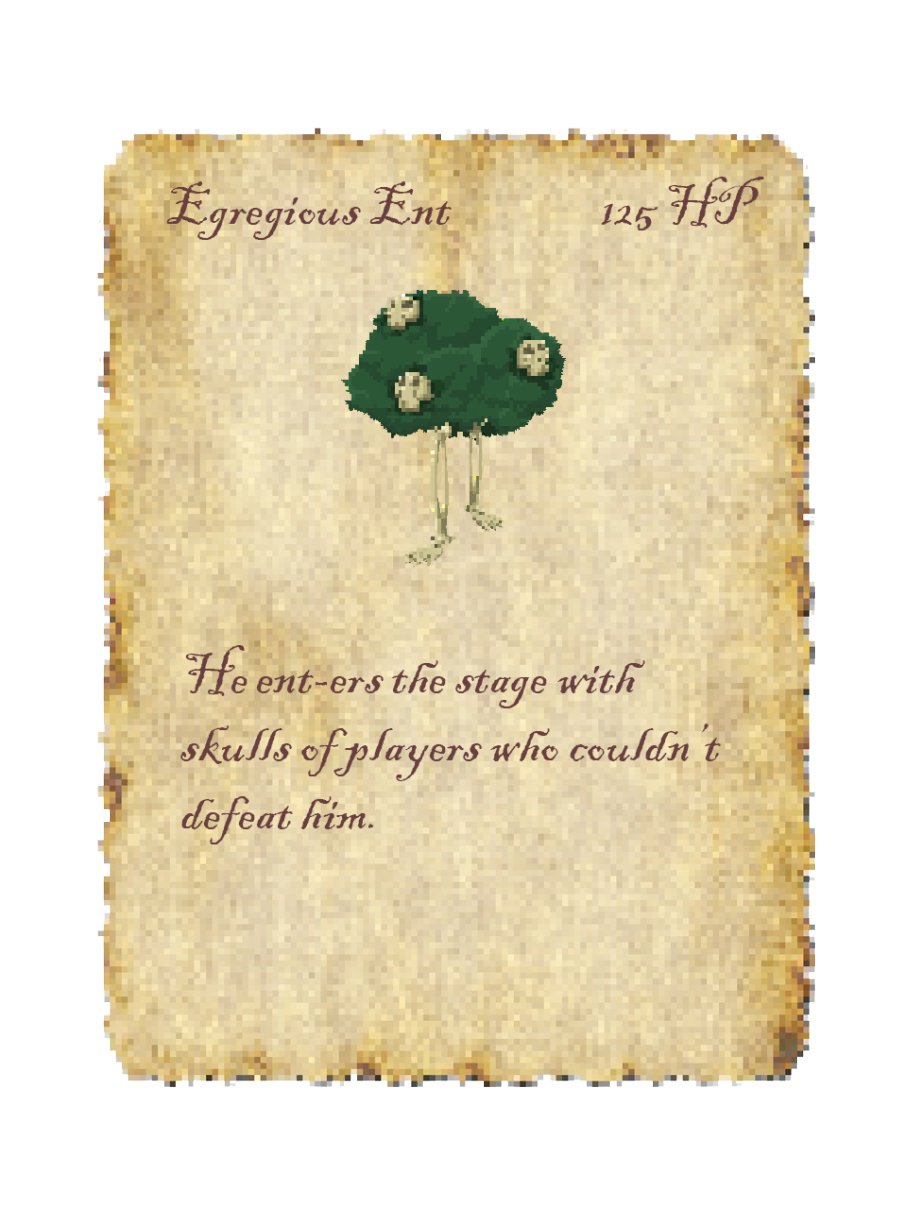 Egregious Ent 125 HP
He ent-ers the stage with
skulls of players who couldn't
defeat him.